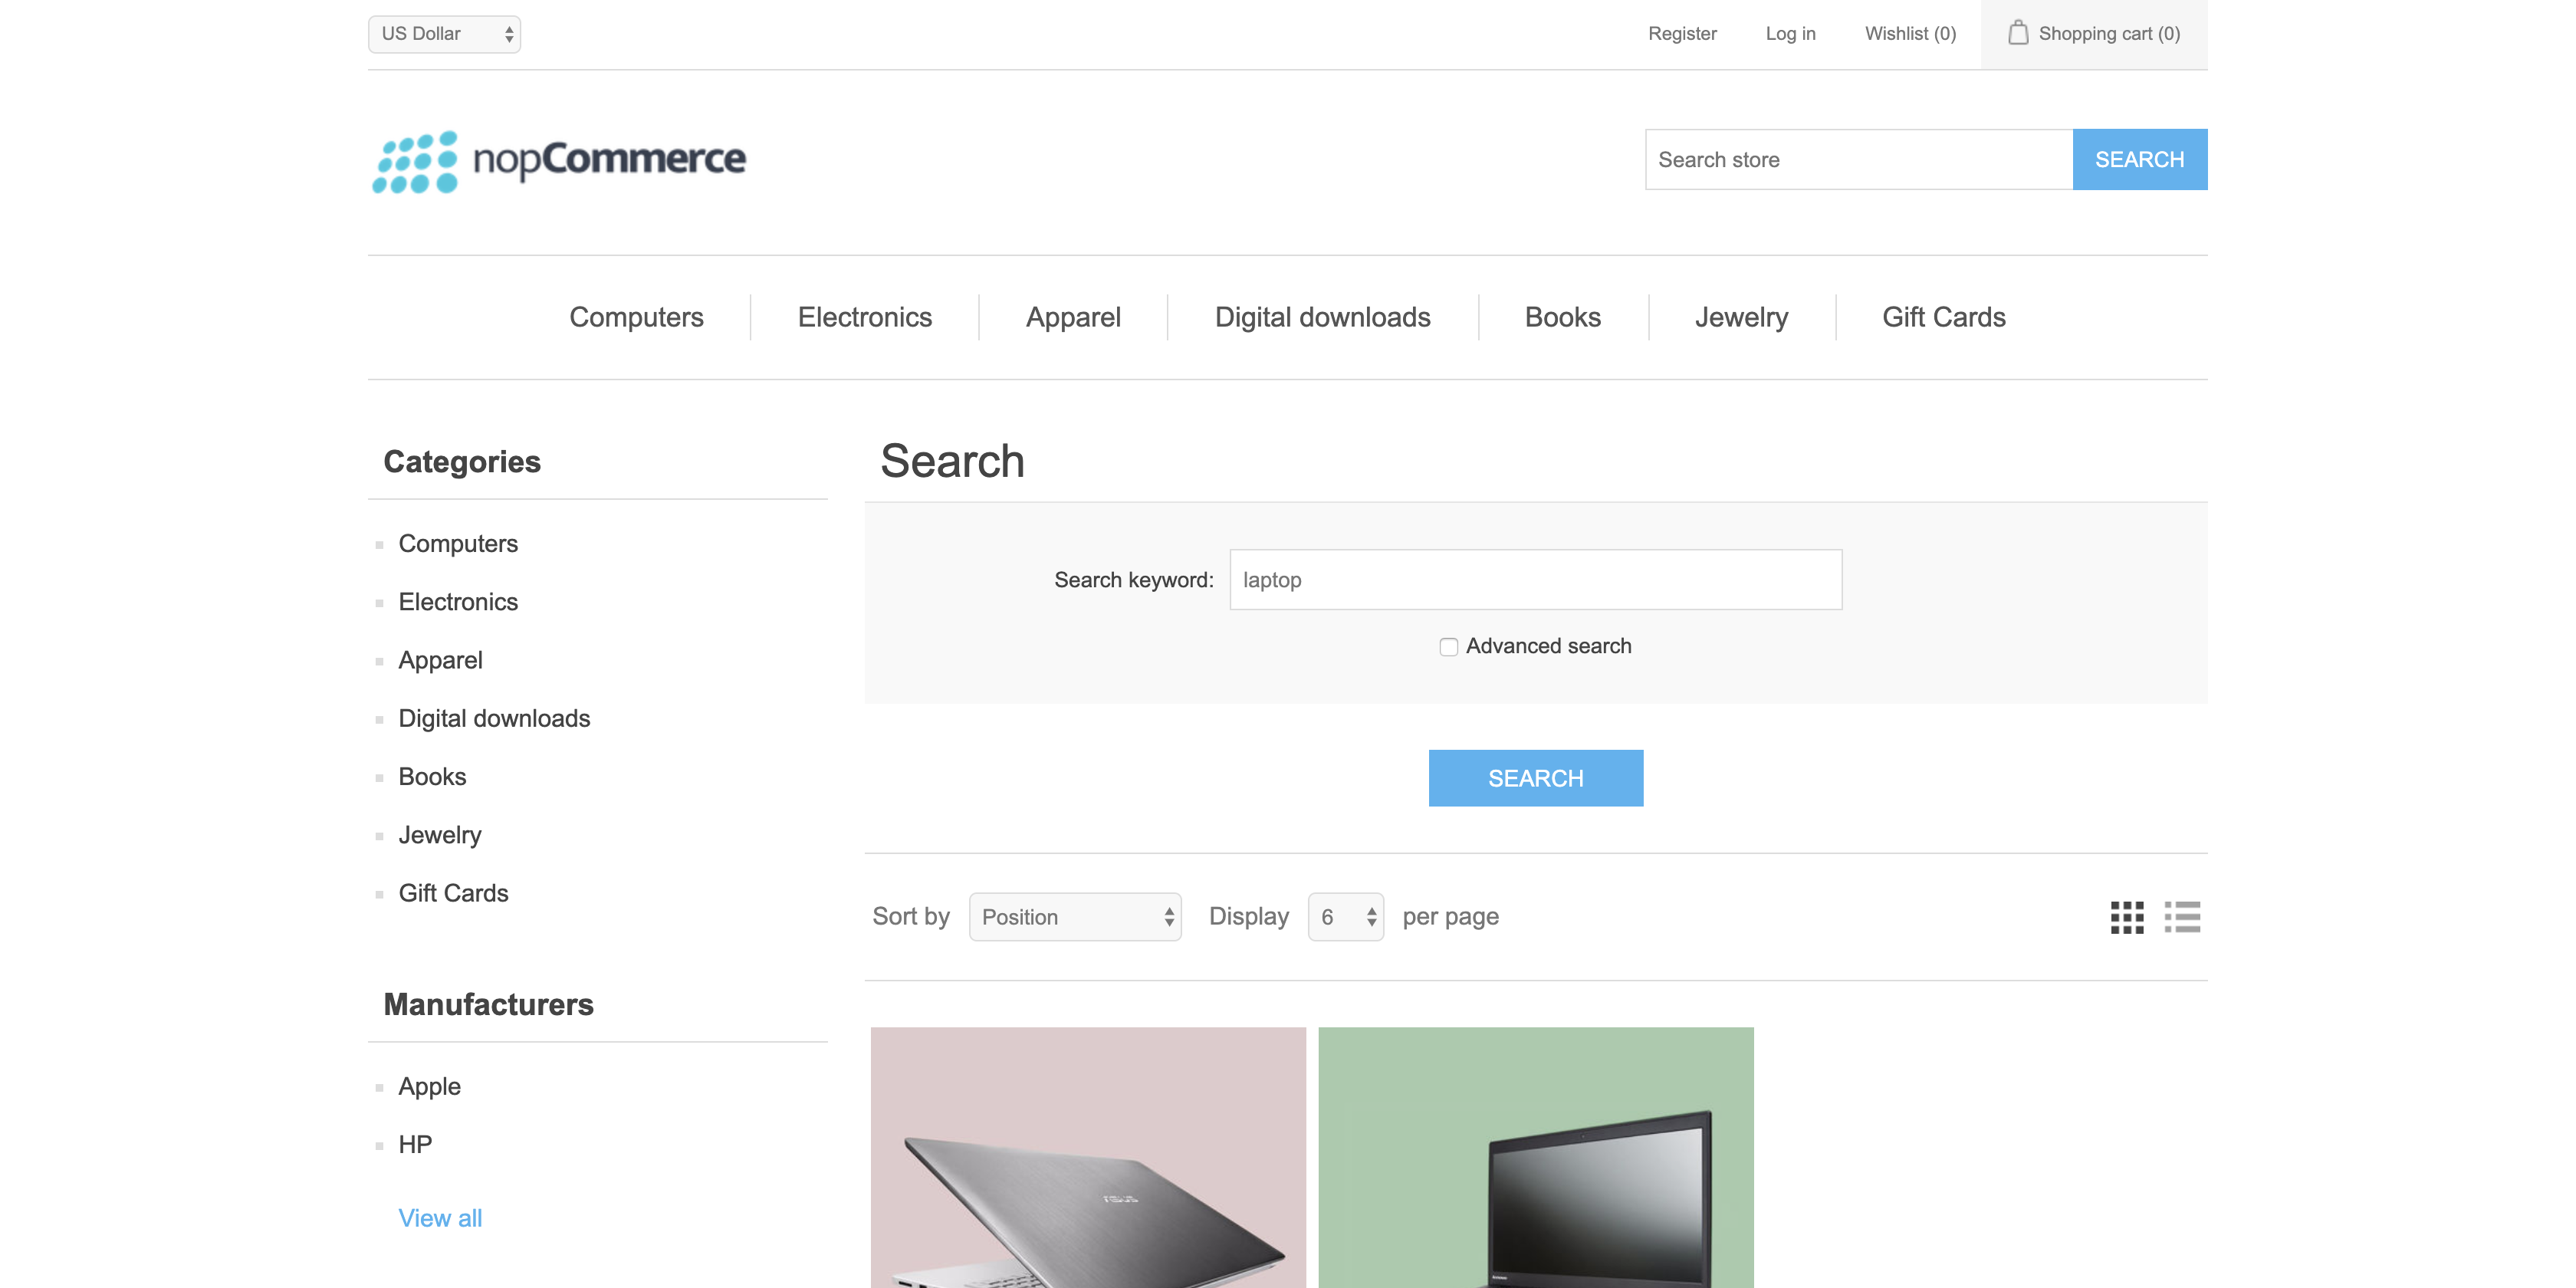 US Dollar
Register Log in Wishlist (0) Shopping cart (0)
nopCommerce
Search store SEARCH
Computers Electronics Apparel Digital downloads Books Jewelry Gift Cards
Categories
Computers
Electronics
Apparel
Digital downloads
Books
Jewelry
Gift Cards
Manufacturers
Apple
HP
View all
Search
Search keyword: laptop
Advanced search
SEARCH
Sort by Position Display 6 per page
ASUS